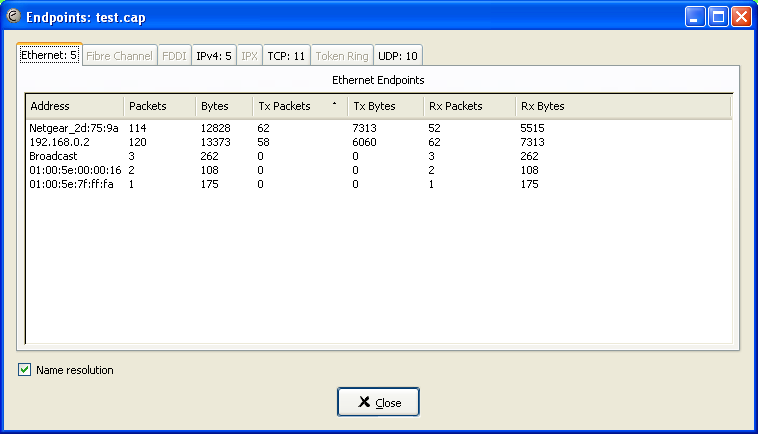 Endpoints: test.cap
Ethernet: 5 Fibre Channel FDDI IPv4: 5 IPX TCP: 11 Token Ring UDP: 10
Ethernet Endpoints
Address Packets Bytes Tx Packets Tx Bytes Rx Packets Rx Bytes
Netgear_2d:75:9a 114 12828 62 7313 52 5515
192.168.0.2 120 13373 58 6060 62 7313
Broadcast 3 262 0 0 3 262
01:00:5e:00:00:16 2 108 0 0 2 108
01:00:5e:7f:ff:fa 1 175 0 0 1 175
Name resolution
Close